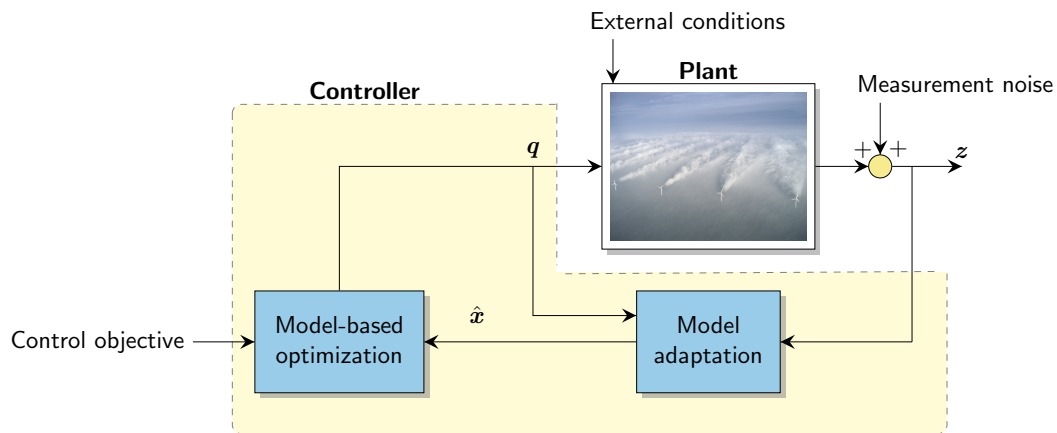 External conditions
Plant
Controller
Measurement noise
q
+ +
z
Model-based
optimization
x̂
Model
adaptation
Control objective